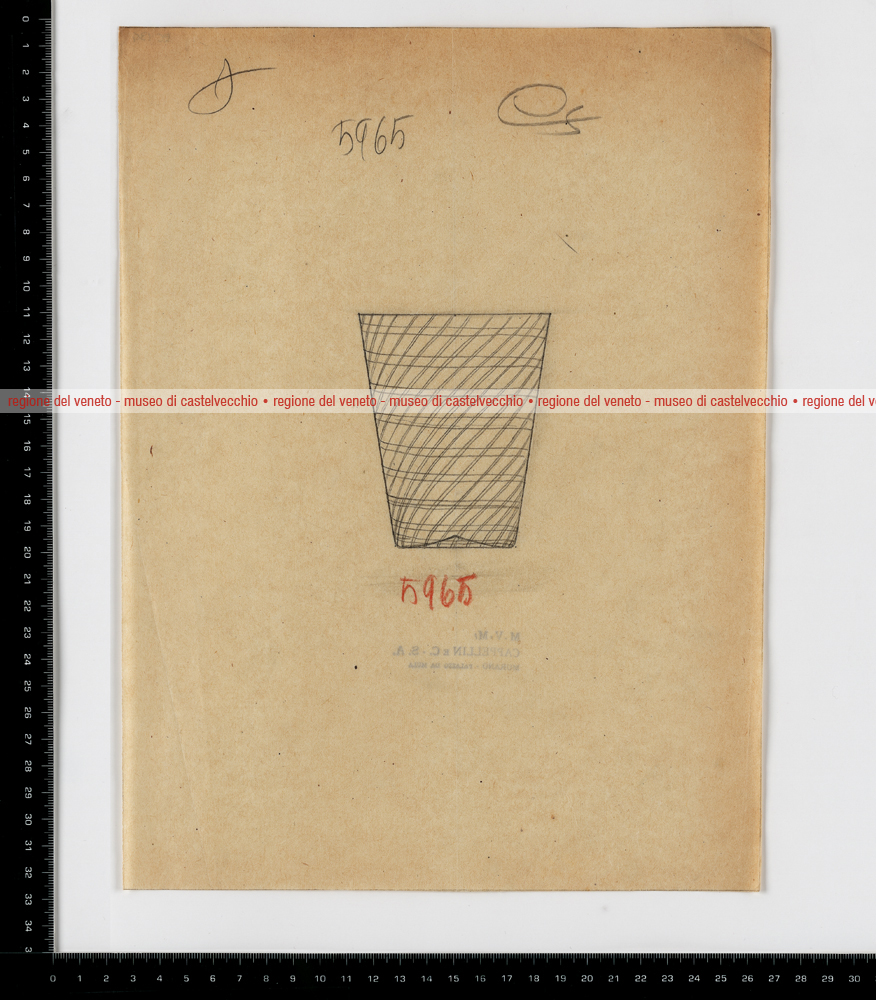 5965
regione del veneto - museo di castelvecchio • regione del veneto - museo di castelvecchio • regione del veneto - museo di castelvecchio • regione del v
5965
M.V.M.
CAPPELLIN & C. - S. A.
0 1 2 3 4 5 6 7 8 9 10 11 12 13 14 15 16 17 18 19 20 21 22 23 24 25 26 27 28 29 30 31 32 33 34 3
0 1 2 3 4 5 6 7 8 9 10 11 12 13 14 15 16 17 18 19 20 21 22 23 24 25 26 27 28 29 30